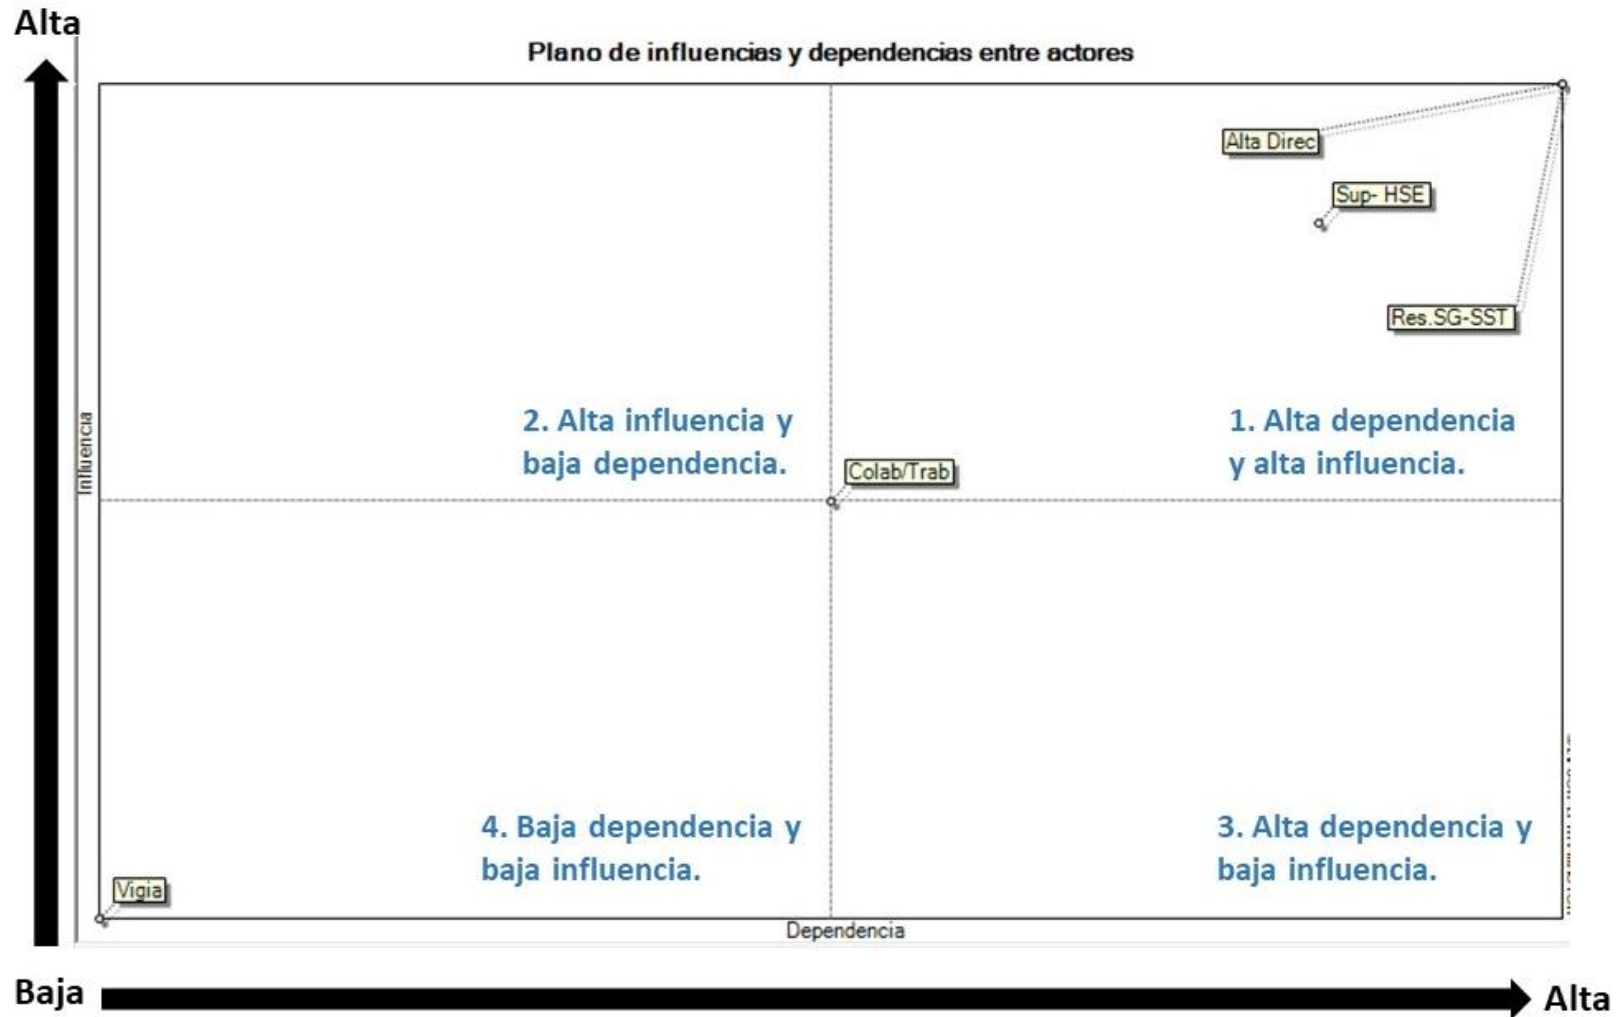 Alta
Plano de influencias y dependencias entre actores
Alta Direc
Sup- HSE
Res.SG-SST
Influencia
2. Alta influencia y
baja dependencia.
1. Alta dependencia
y alta influencia.
Colab/Trab
4. Baja dependencia y
baja influencia.
3. Alta dependencia y
baja influencia.
Vigia
Dependencia
Baja
Alta